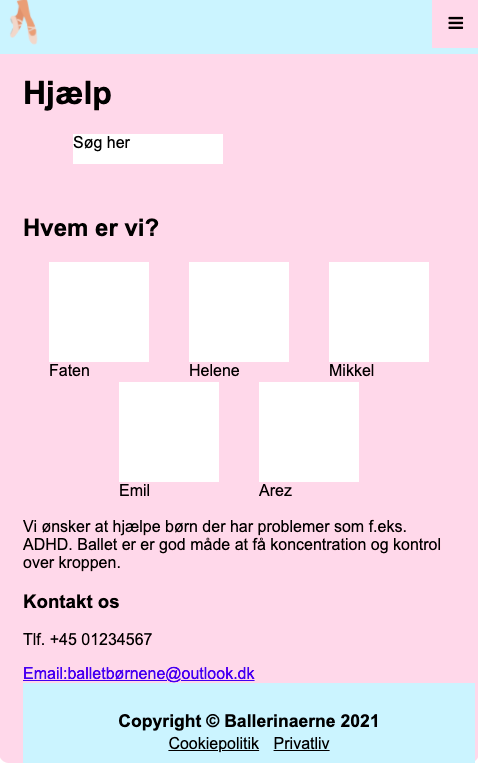 Hjælp
Søg her
Hvem er vi?
Faten Helene Mikkel
Emil Arez
Vi ønsker at hjælpe børn der har problemer som f.eks.
ADHD. Ballet er er god måde at få koncentration og kontrol
over kroppen.
Kontakt os
Tlf. +45 01234567
Email:balletbørnene@outlook.dk
Copyright © Ballerinaerne 2021
Cookiepolitik Privatliv